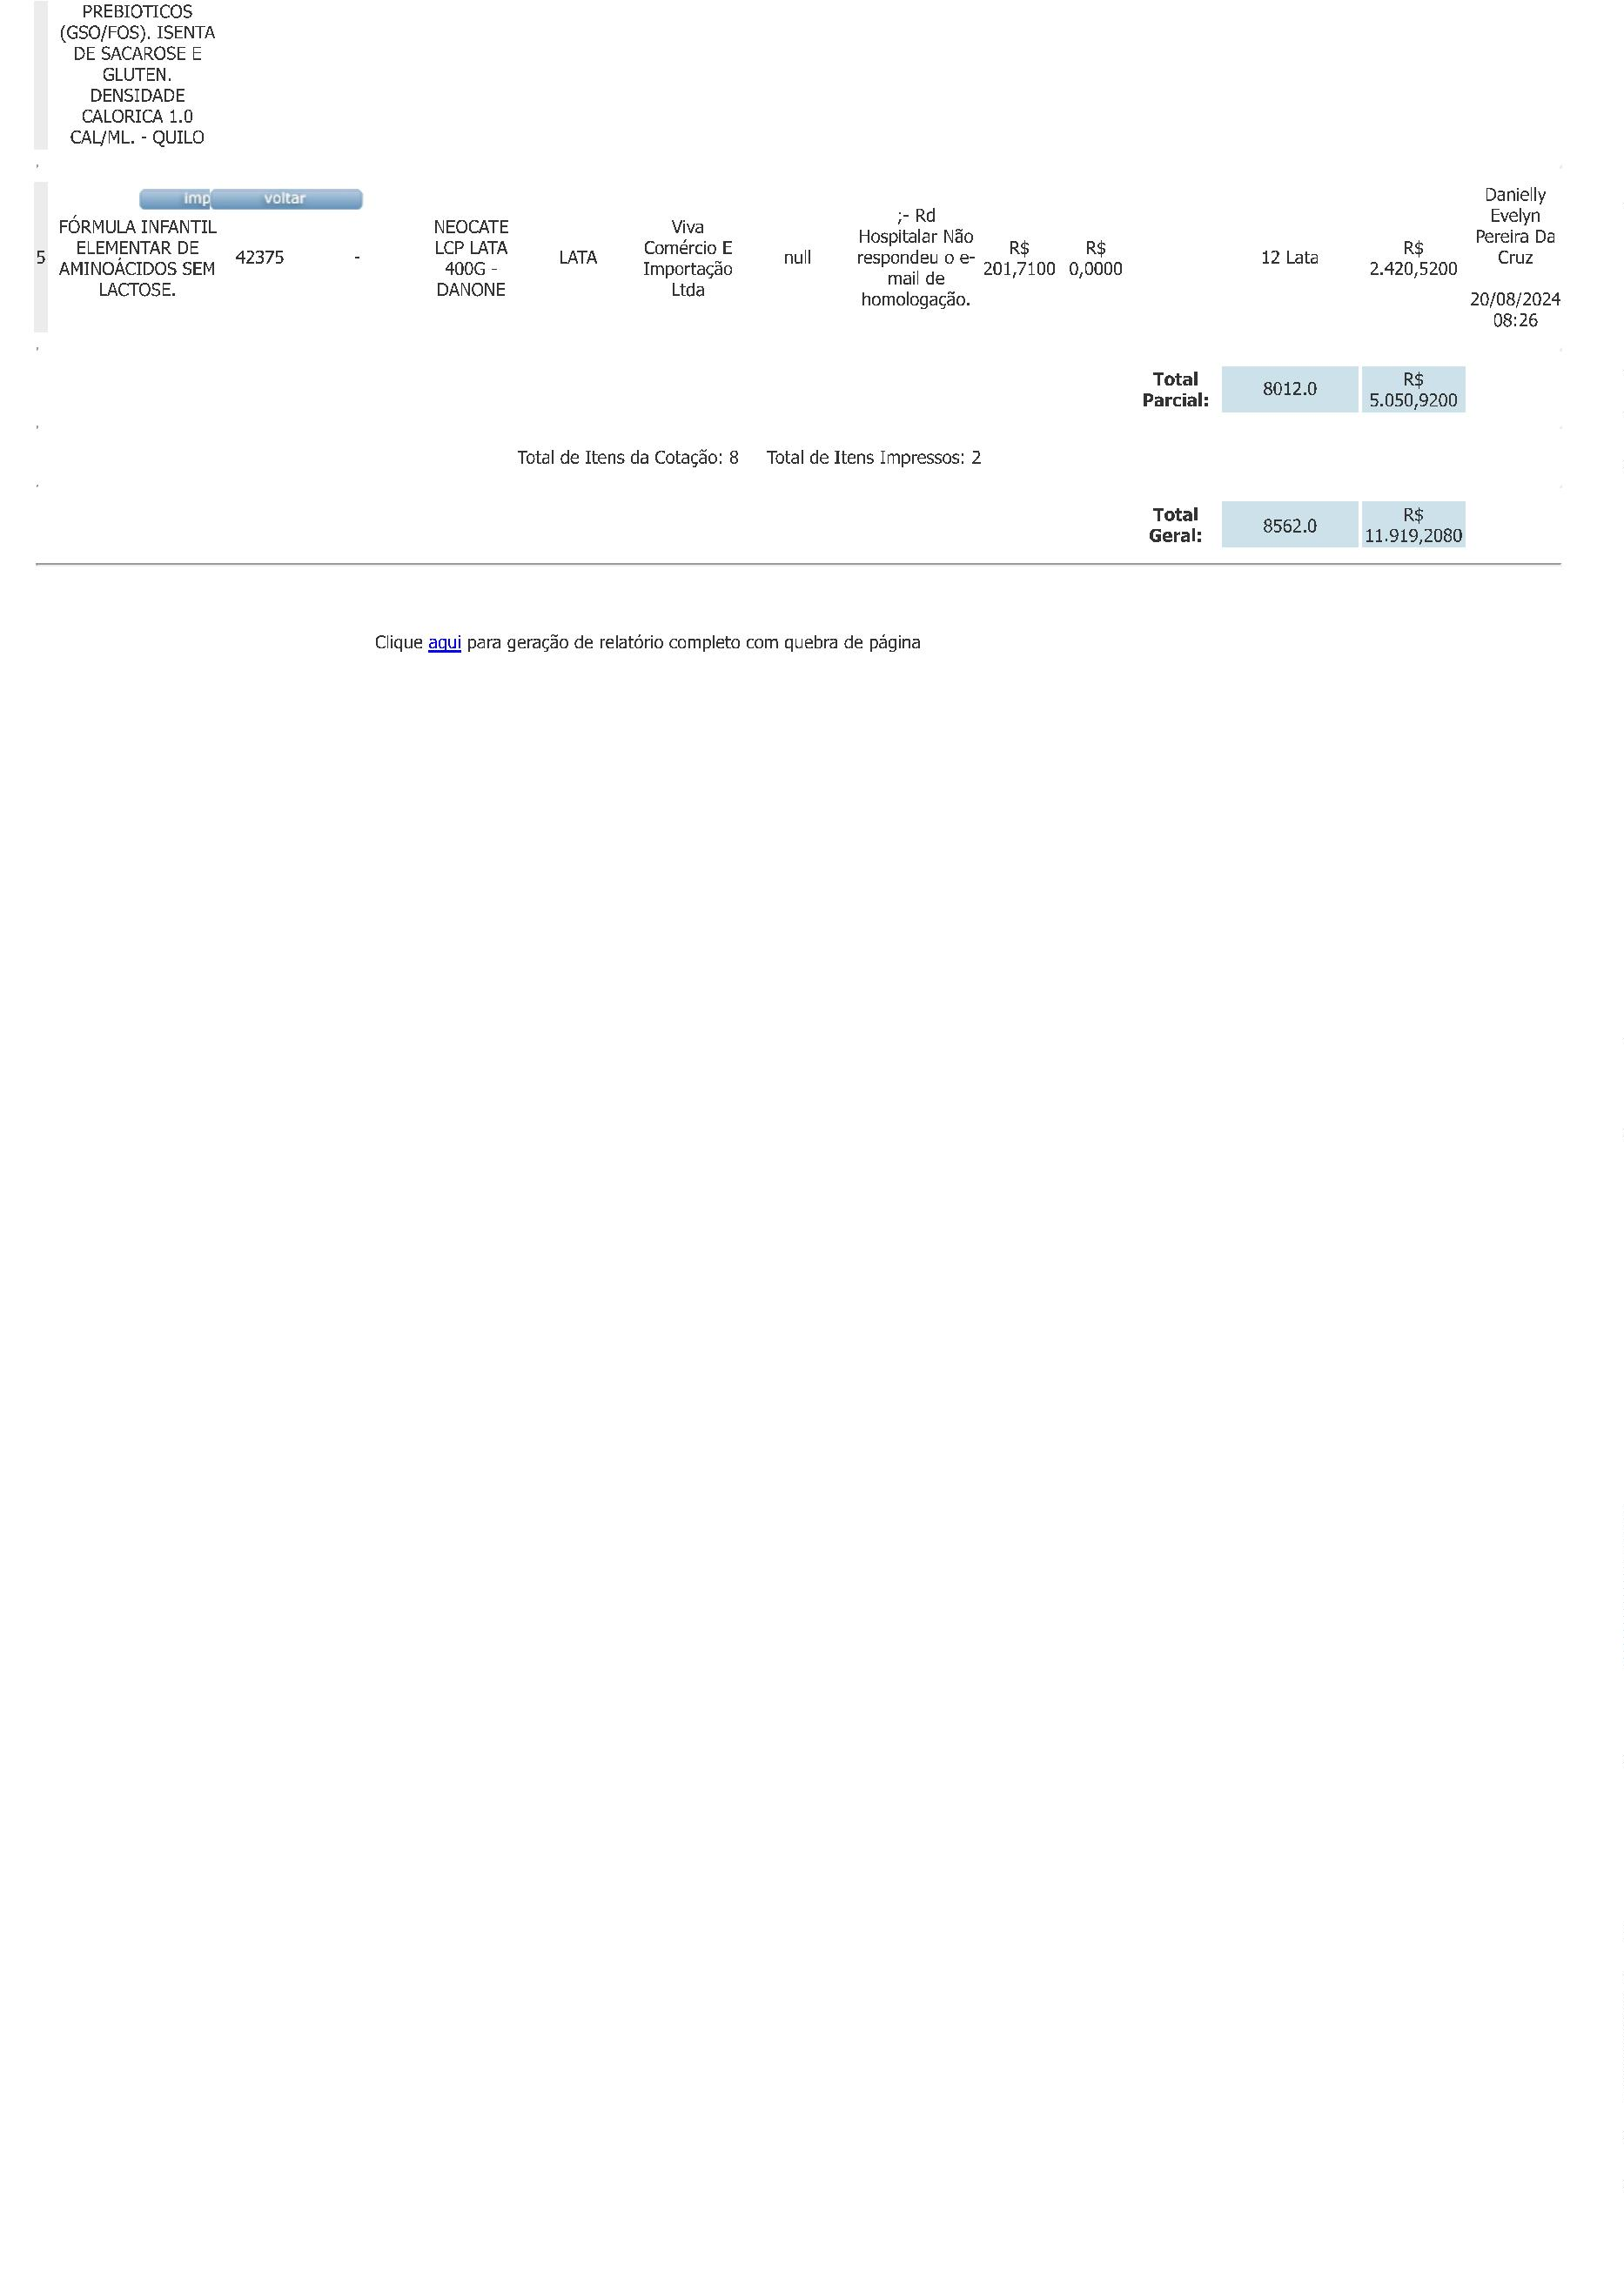 PREBIOTICOS
(GSO/FOS). ISENTA
DE SACAROSE E
GLUTEN.
DENSIDADE
CALORICA 1.0
CAL/ML. - QUILO
imp
voltar
5
FÓRMULA INFANTIL
ELEMENTAR DE
AMINOÁCIDOS SEM
LACTOSE.
42375
-
NEOCATE
LCP LATA
400G -
DANONE
LATA
Viva
Comércio E
Importação
Ltda
null
;- Rd
Hospitalar Não
respondeu o e-
mail de
homologação.
R$
201,7100
R$
0,0000
12 Lata
R$
2.420,5200
Danielly
Evelyn
Pereira Da
Cruz
20/08/2024
08:26
Total
Parcial:
8012.0
R$
5.050,9200
Total de Itens da Cotação: 8 Total de Itens Impressos: 2
Total
Geral:
8562.0
R$
11.919,2080
Clique aqui para geração de relatório completo com quebra de página